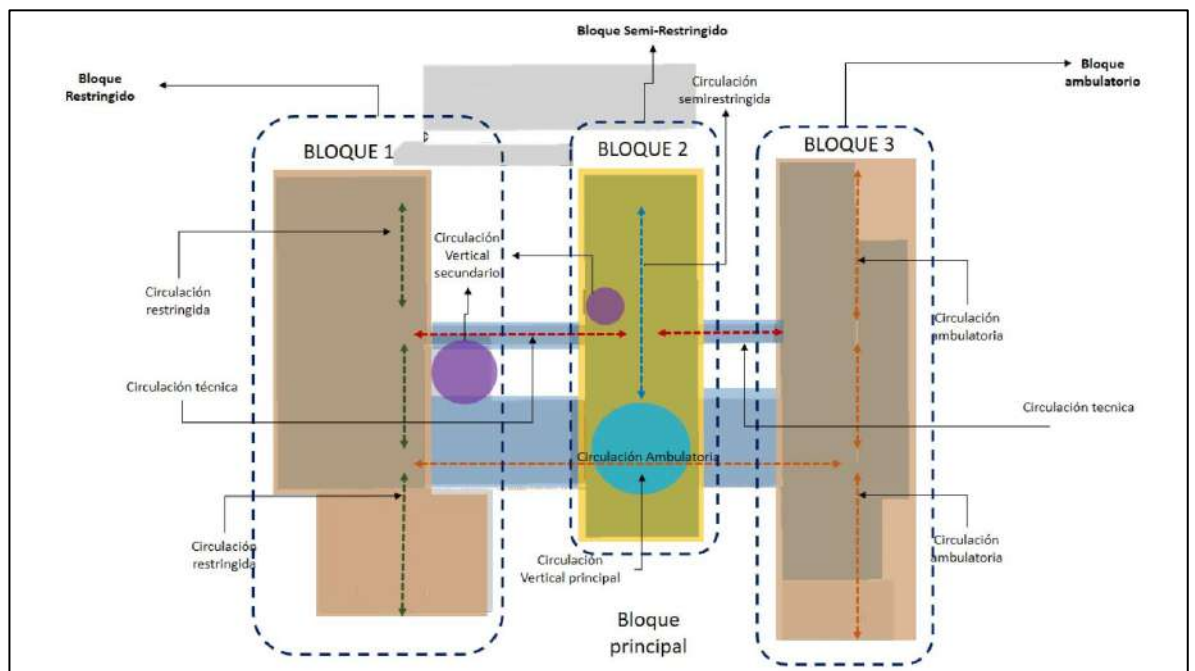 Bloque Semi-Restringido
Bloque
Restringido
Circulación
semirestringida
Bloque
ambulatorio
BLOQUE 1
BLOQUE 2
BLOQUE 3
Circulación
Vertical
secundario
Circulación
restringida
Circulación
ambulatoria
Circulación técnica
Circulación tecnica
Circulación Ambulatoria
Circulación
restringida
Circulación
Vertical principal
Circulación
ambulatoria
Bloque
principal